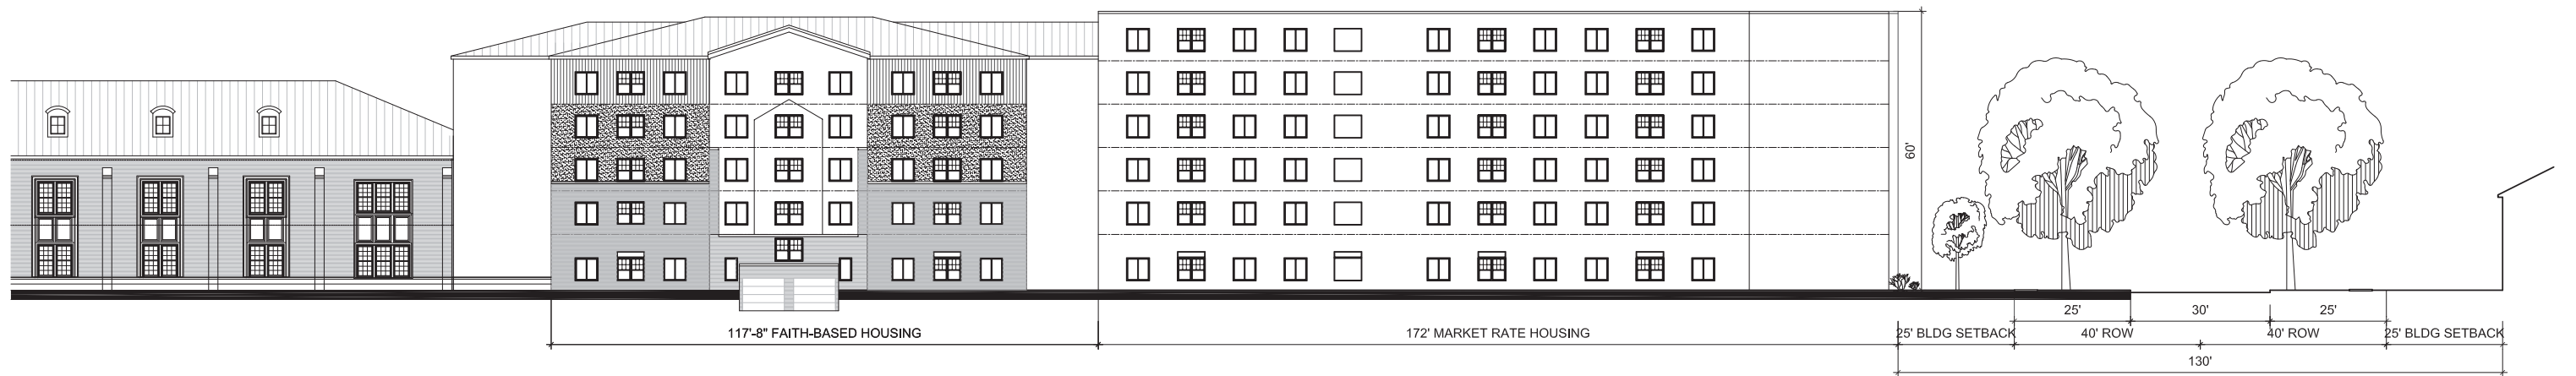 60'
25'
30'
25'
117'-8" FAITH-BASED HOUSING
172' MARKET RATE HOUSING
25' BLDG SETBACK
40' ROW
40' ROW
25' BLDG SETBACK
130'